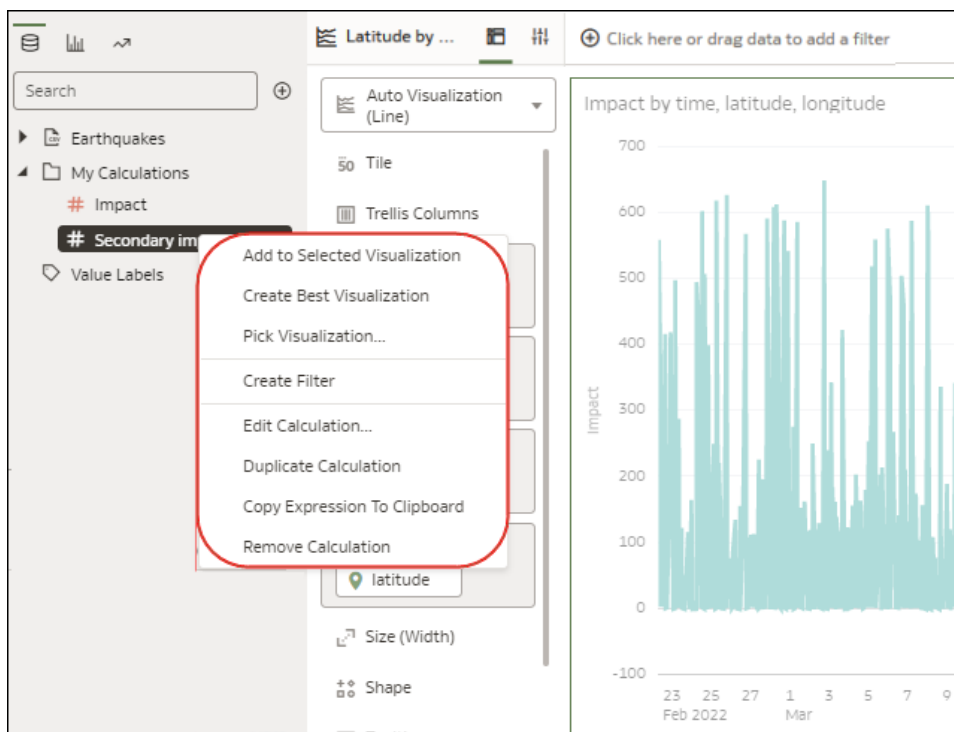 Latitude by ...
Click here or drag data to add a filter
Search
Earthquakes
My Calculations
# Impact
# Secondary im
Value Labels
Auto Visualization
(Line)
50 Tile
Trellis Columns
Add to Selected Visualization
Create Best Visualization
Pick Visualization...
Create Filter
Edit Calculation...
Duplicate Calculation
Copy Expression To Clipboard
Remove Calculation
latitude
Size (Width)
Shape
Impact by time, latitude, longitude
Impact
700
600
500
400
300
200
100
0
-100
23 25 27 1 3 5 7 9
Feb 2022 Mar